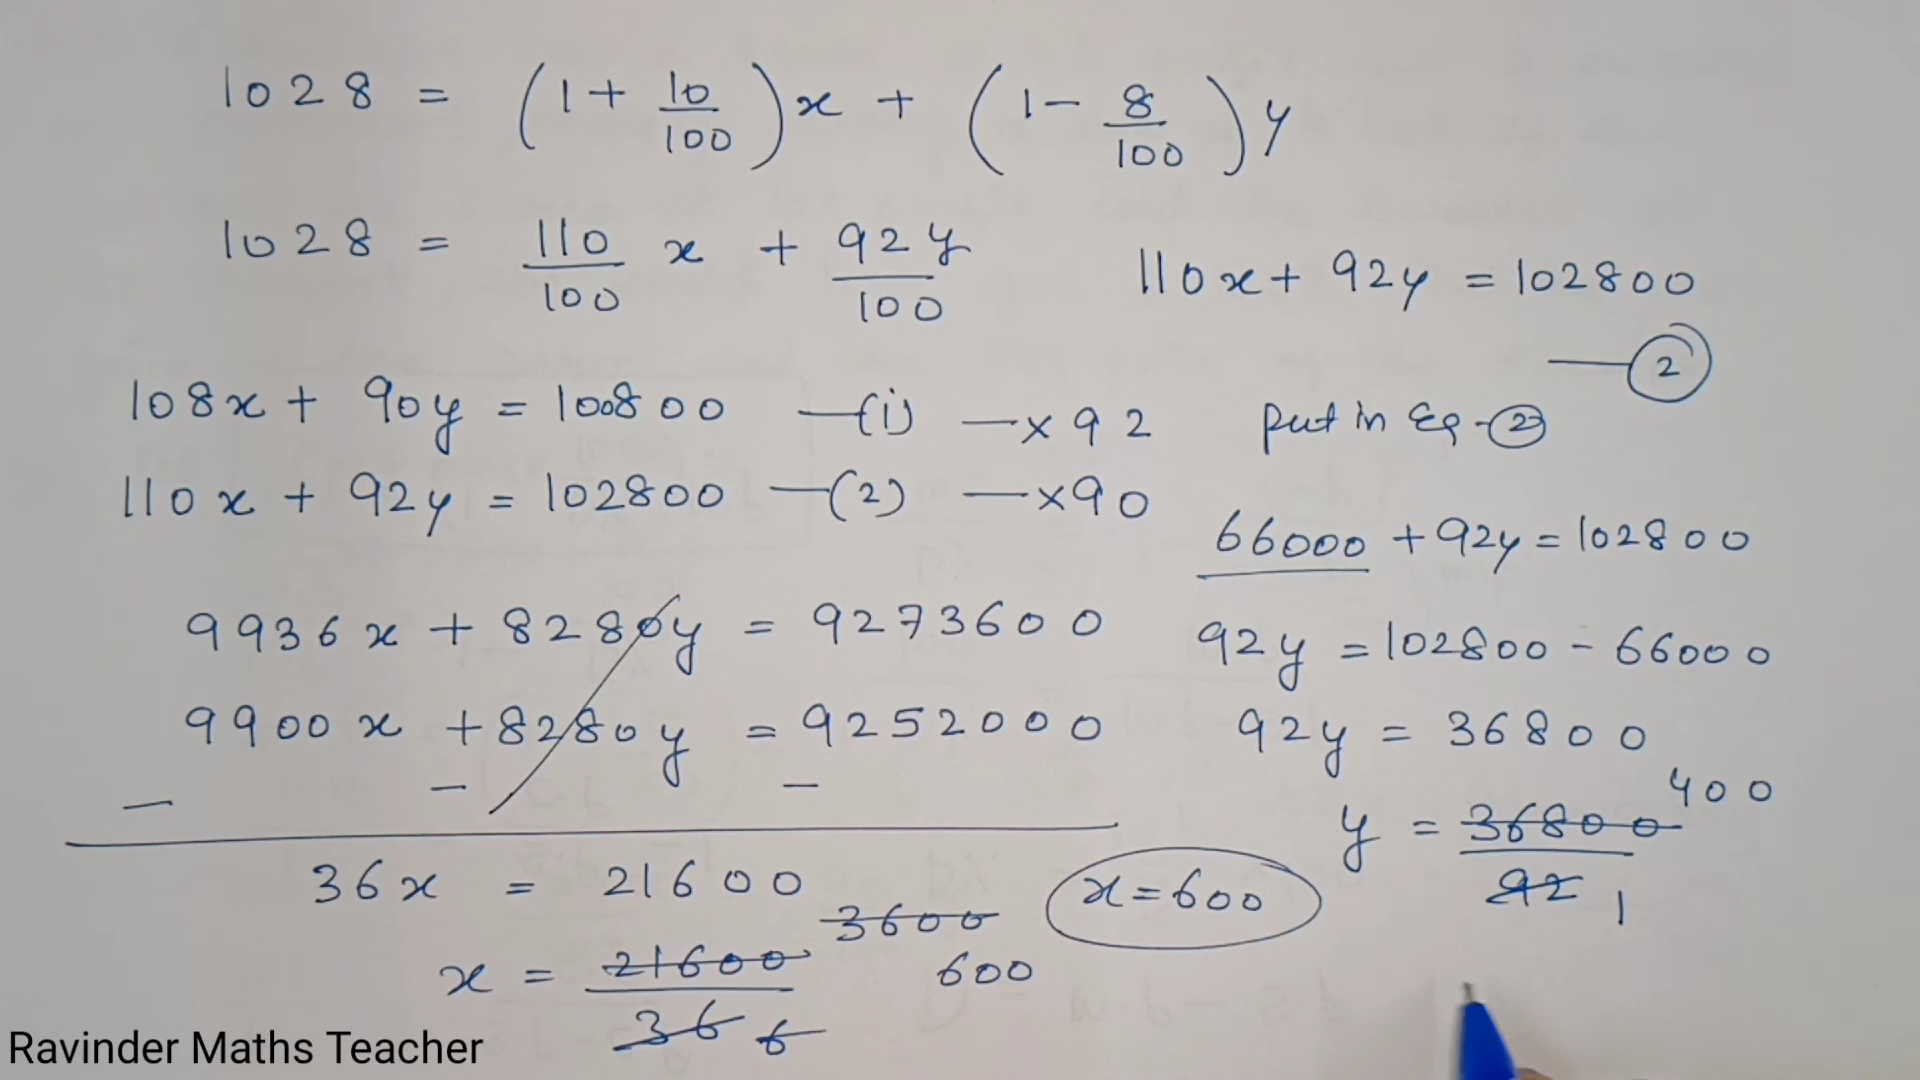 1028 = (1 + 10/100)x + (1 - 8/100)y
1028 = 110/100 x + 92y/100
110x + 92y = 102800
—(2)
108x + 90y = 100800 —(i) —×92
110x + 92y = 102800 —(2) —×90
9936x + 8280y = 9273600
9900x + 8280y = 9252000
— — —
36x = 21600
x = 21600/36 3600 6 600
x = 600
Put in Eq - (2)
66000 + 92y = 102800
92y = 102800 - 66000
92y = 36800
y = 36800/92 400 1
Ravinder Maths Teacher